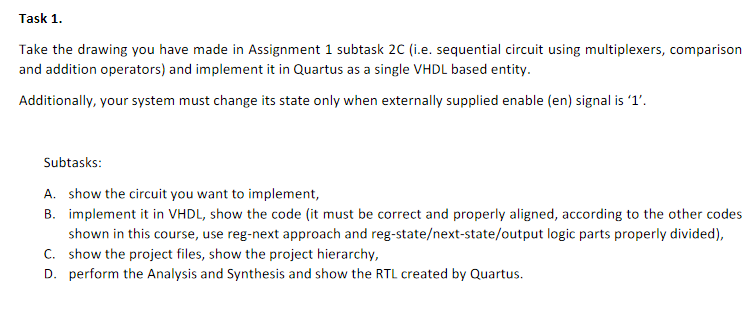 Task 1.
Take the drawing you have made in Assignment 1 subtask 2C (i.e. sequential circuit using multiplexers, comparison
and addition operators) and implement it in Quartus as a single VHDL based entity.
Additionally, your system must change its state only when externally supplied enable (en) signal is ‘1’.
Subtasks:
A. show the circuit you want to implement,
B. implement it in VHDL, show the code (it must be correct and properly aligned, according to the other codes
shown in this course, use reg-next approach and reg-state/next-state/output logic parts properly divided),
C. show the project files, show the project hierarchy,
D. perform the Analysis and Synthesis and show the RTL created by Quartus.